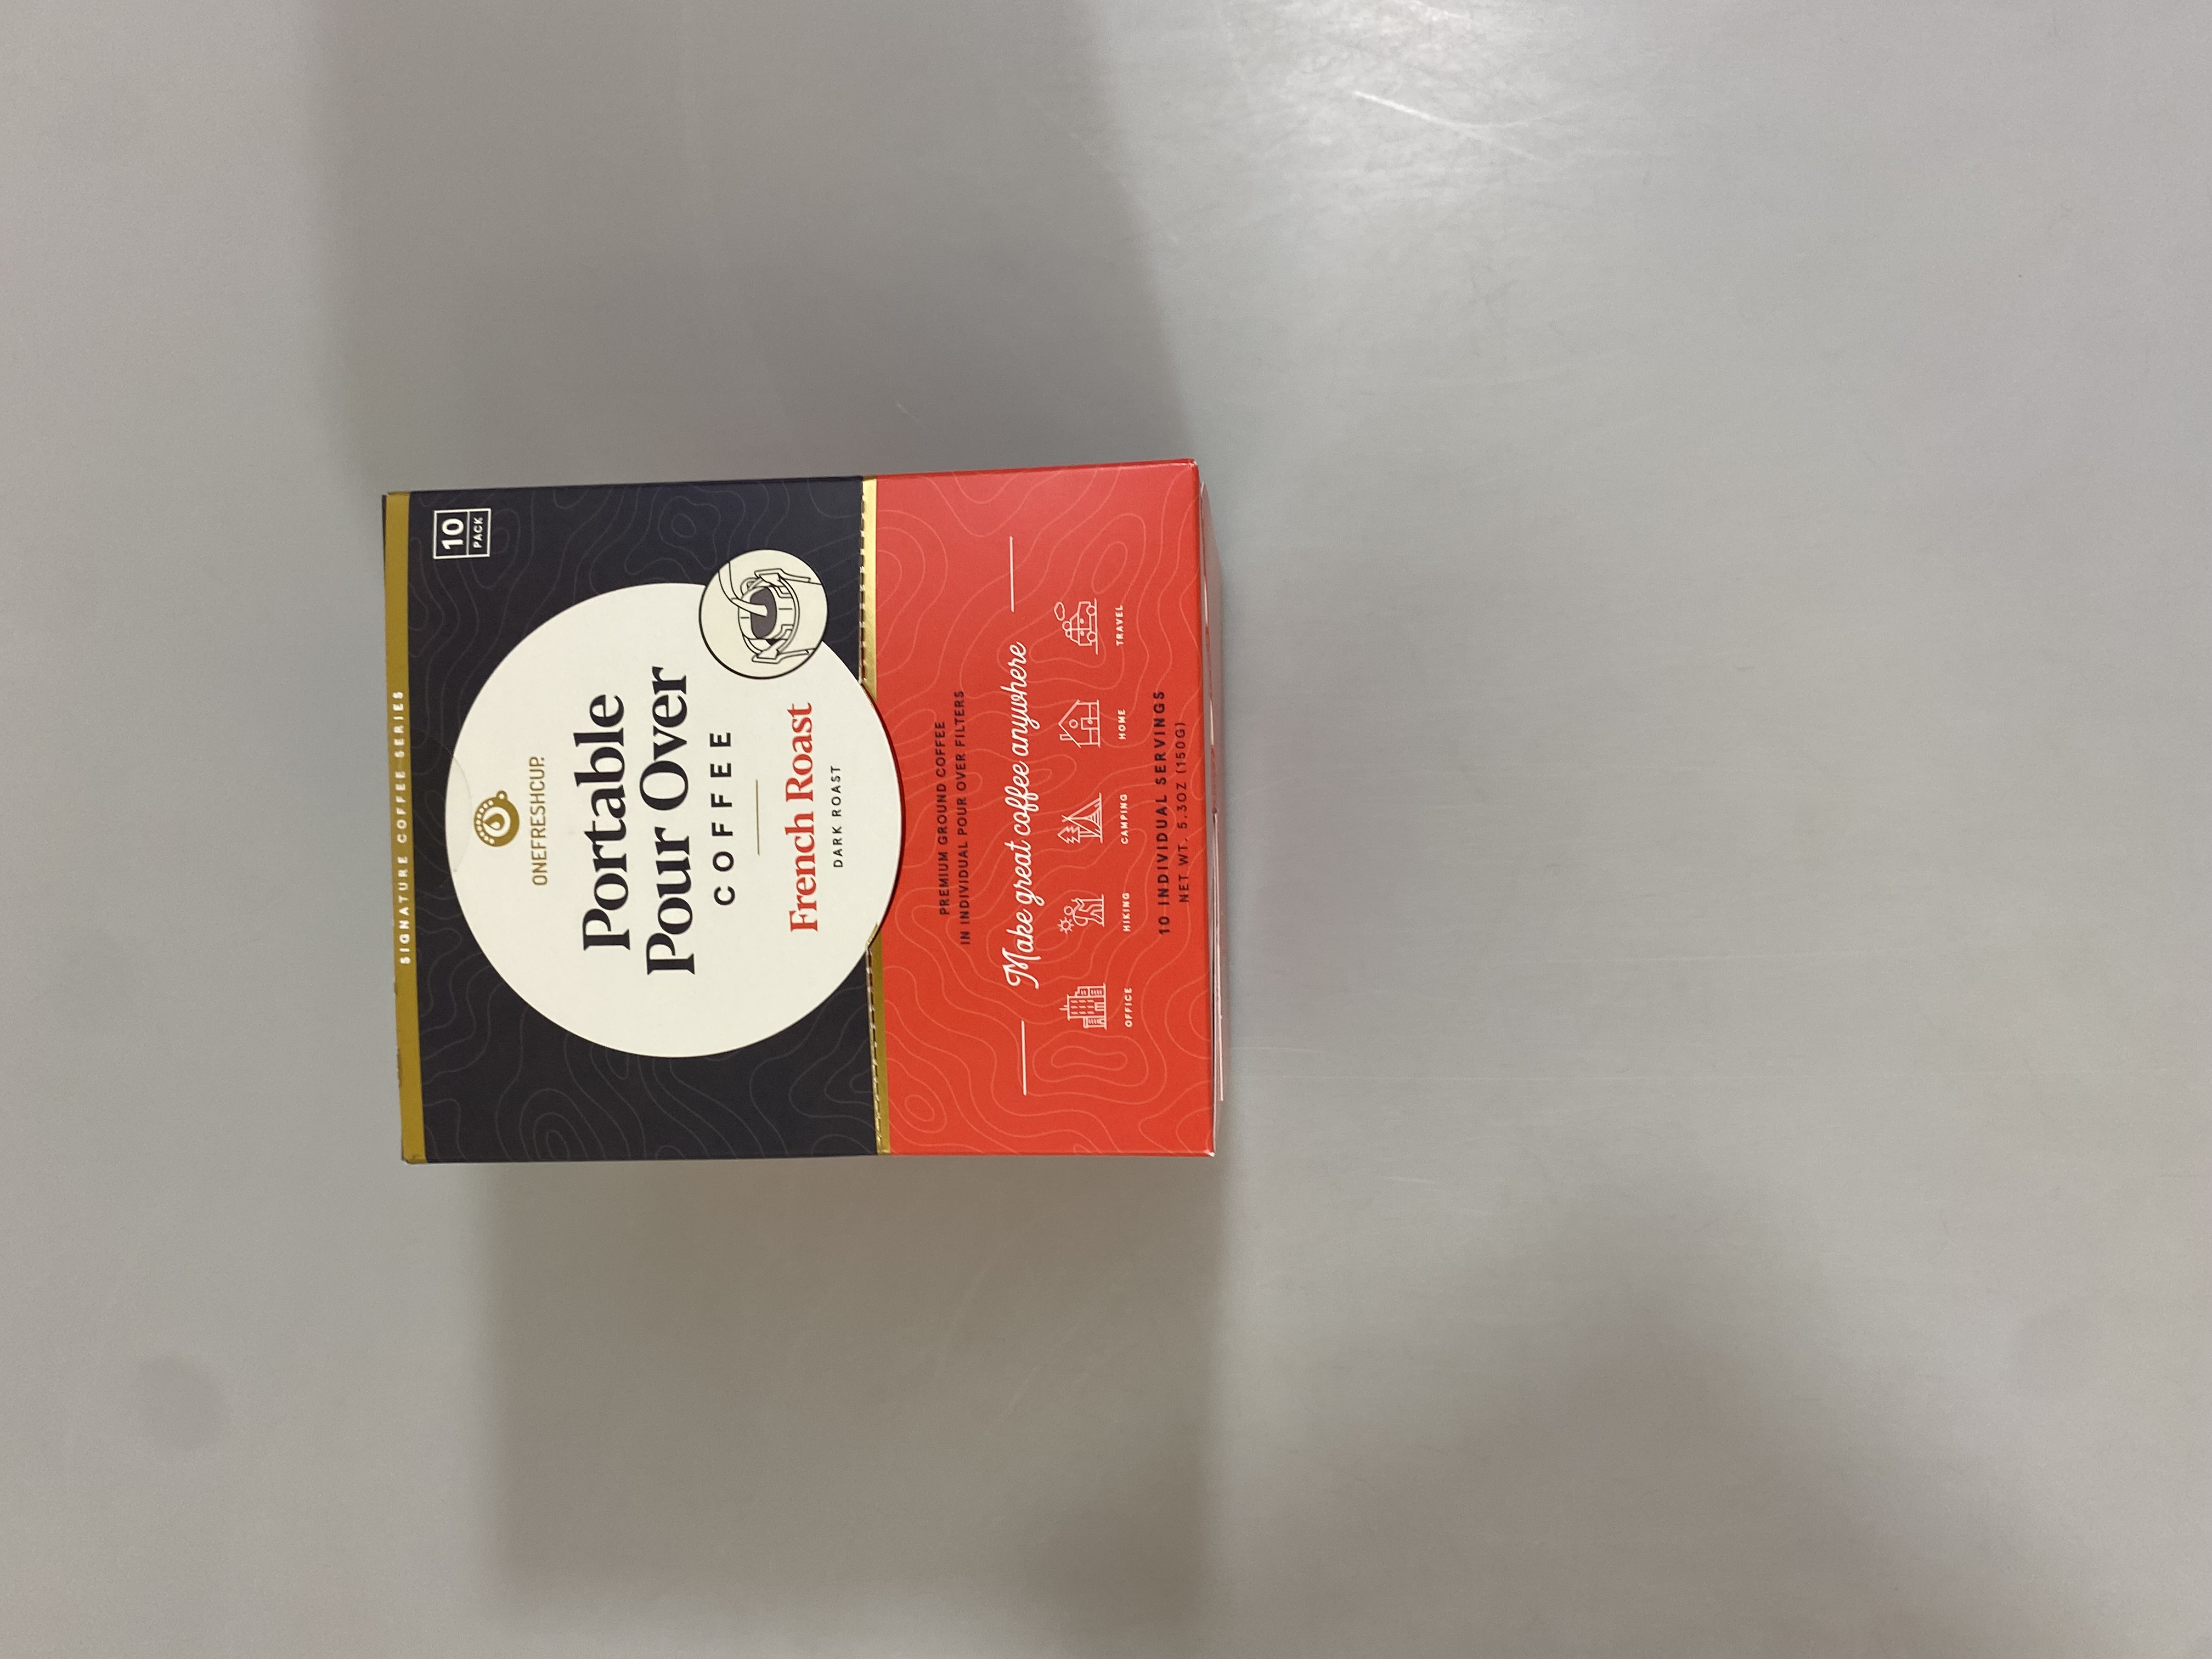 SIGNATURE COFFEE SERIES
10
PACK
ONEFRESHCUP.
Portable
Pour Over
COFFEE
French Roast
DARK ROAST
PREMIUM GROUND COFFEE
IN INDIVIDUAL POUR OVER FILTERS
Make great coffee anywhere
OFFICE HIKING CAMPING HOME TRAVEL
10 INDIVIDUAL SERVINGS
NET WT. 5.3OZ (150G)